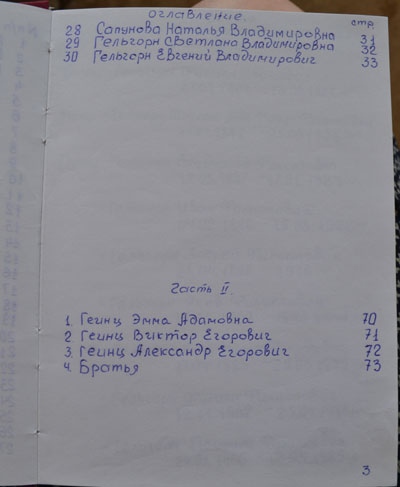 Оглавление. стр
28 Сапунова Наталья Владимировна 31
29 Гельгорн Светлана Владимировна 32
30 Гельгорн Евгений Владимирович 33
Часть II.
1. Геинц Эмма Адамовна 70
2. Геинц Виктор Егорович 71
3. Геинц Александр Егорович 72
4. Братья 73
3